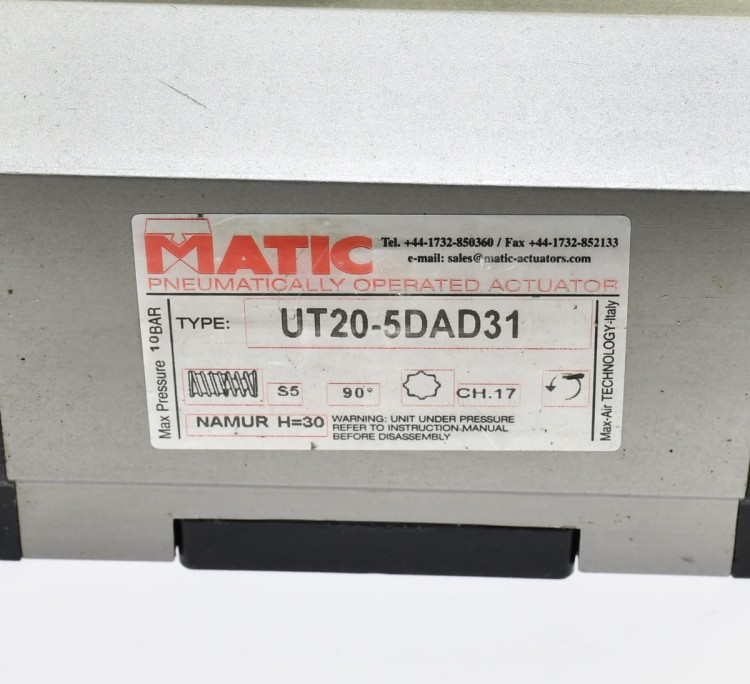 MATIC
Tel. +44-1732-850360 / Fax +44-1732-852133
e-mail: sales@matic-actuators.com
PNEUMATICALLY OPERATED ACTUATOR
Max Pressure 10BAR
TYPE: UT20-5DAD31
S5 90° CH.17
NAMUR H=30
WARNING: UNIT UNDER PRESSURE
REFER TO INSTRUCTION MANUAL
BEFORE DISASSEMBLY
Max-Air TECHNOLOGY-Italy